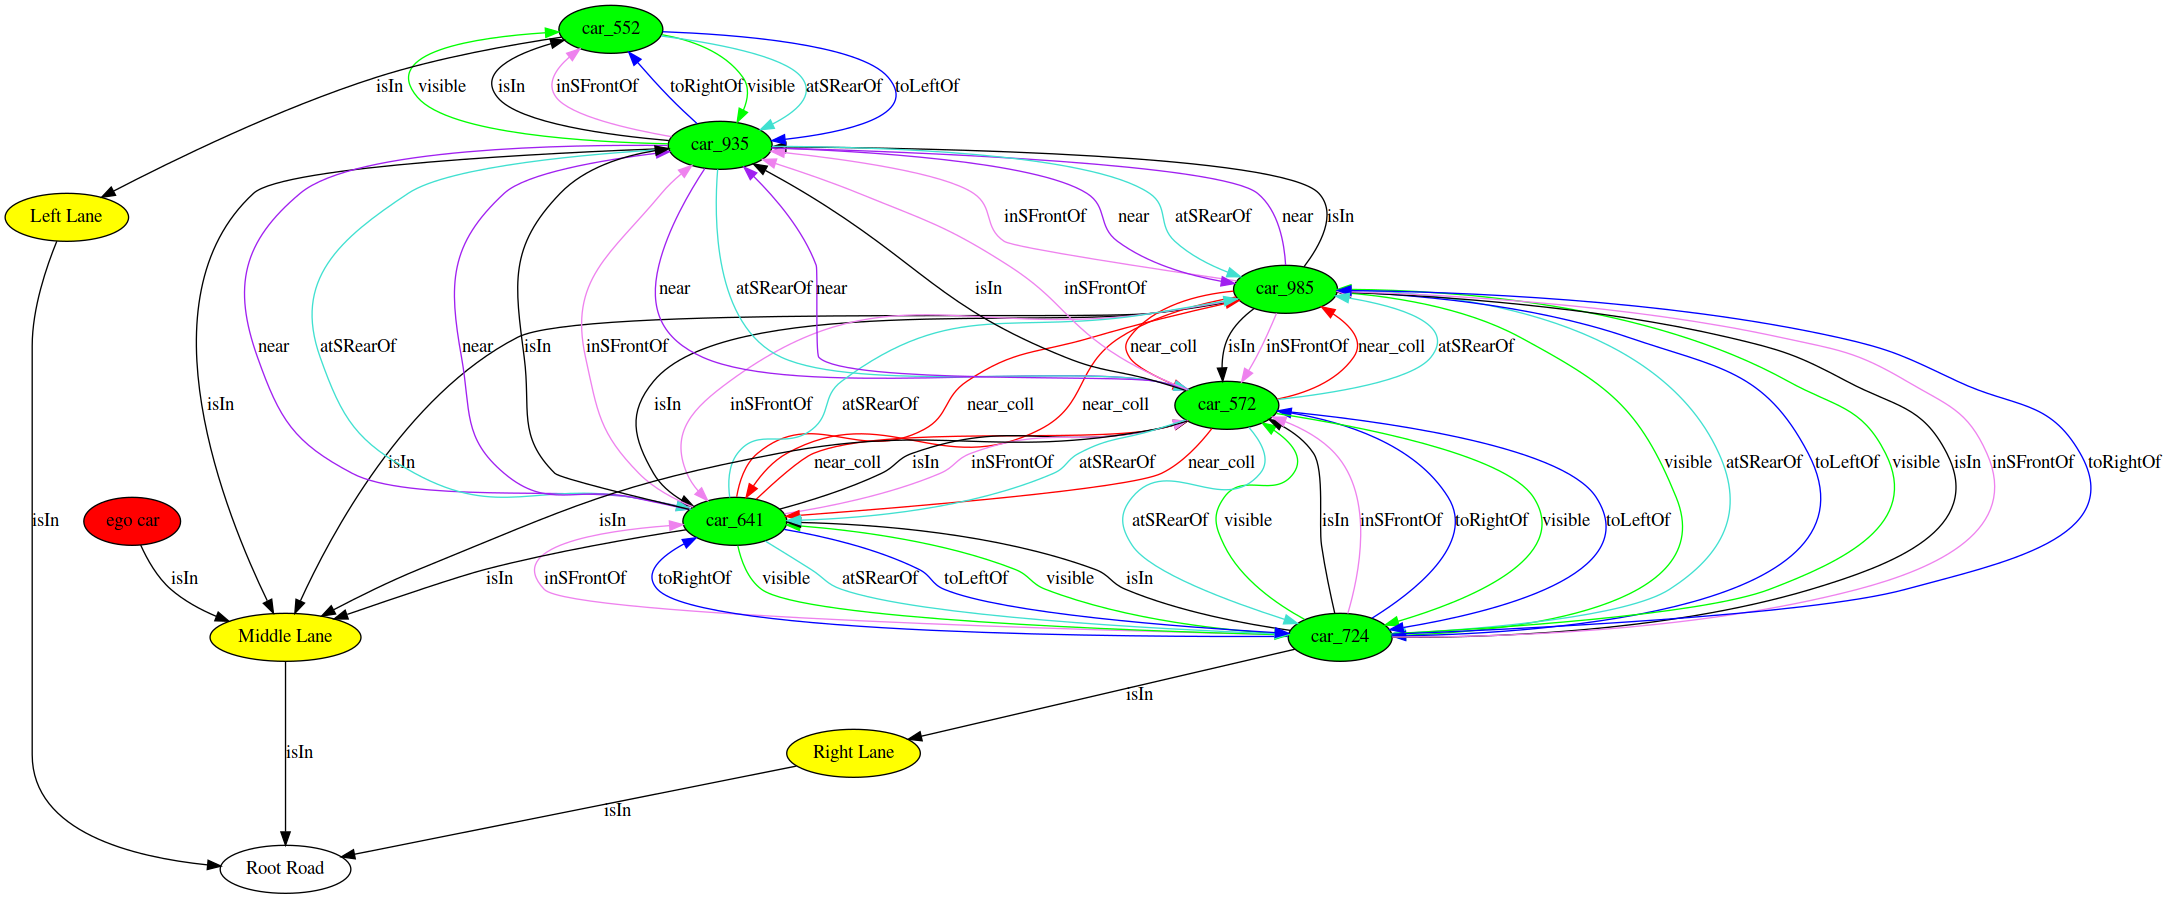 car_552
isIn
visible
isIn
inSFrontOf
toRightOf
visible
atSRearOf
toLeftOf
car_935
Left Lane
inSFrontOf
near
atSRearOf
near
isIn
near
atSRearOf
near
isIn
inSFrontOf
car_985
near
atSRearOf
near
isIn
inSFrontOf
isIn
inSFrontOf
atSRearOf
near_coll
isIn
inSFrontOf
near_coll
atSRearOf
isIn
near_coll
near_coll
car_572
isIn
near_coll
isIn
inSFrontOf
atSRearOf
near_coll
visible
atSRearOf
toLeftOf
visible
isIn
inSFrontOf
toRightOf
isIn
ego car
isIn
car_641
atSRearOf
visible
isIn
inSFrontOf
toRightOf
visible
toLeftOf
isIn
isIn
inSFrontOf
toRightOf
visible
atSRearOf
toLeftOf
visible
isIn
Middle Lane
car_724
isIn
isIn
Right Lane
isIn
Root Road